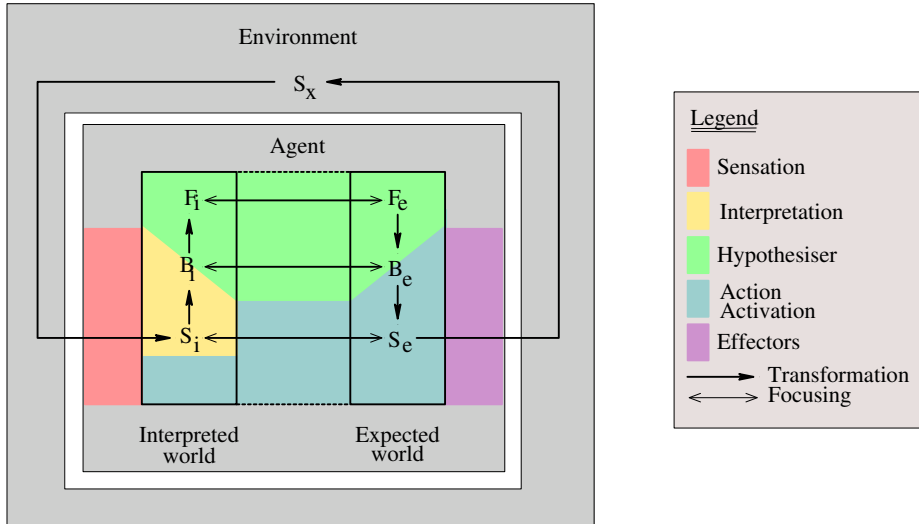 Environment
Sx
Agent
Fi
Fe
Bi
Be
Si
Se
Interpreted
world
Expected
world
Legend
Sensation
Interpretation
Hypothesiser
Action
Activation
Effectors
Transformation
Focusing